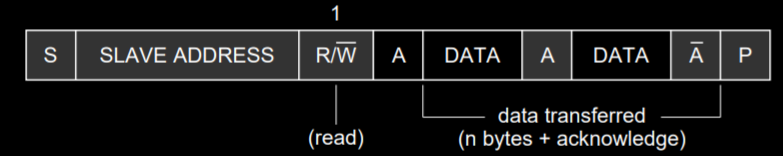 1
S SLAVE ADDRESS R/W̅ A DATA A DATA A̅ P
data transferred
(read) (n bytes + acknowledge)